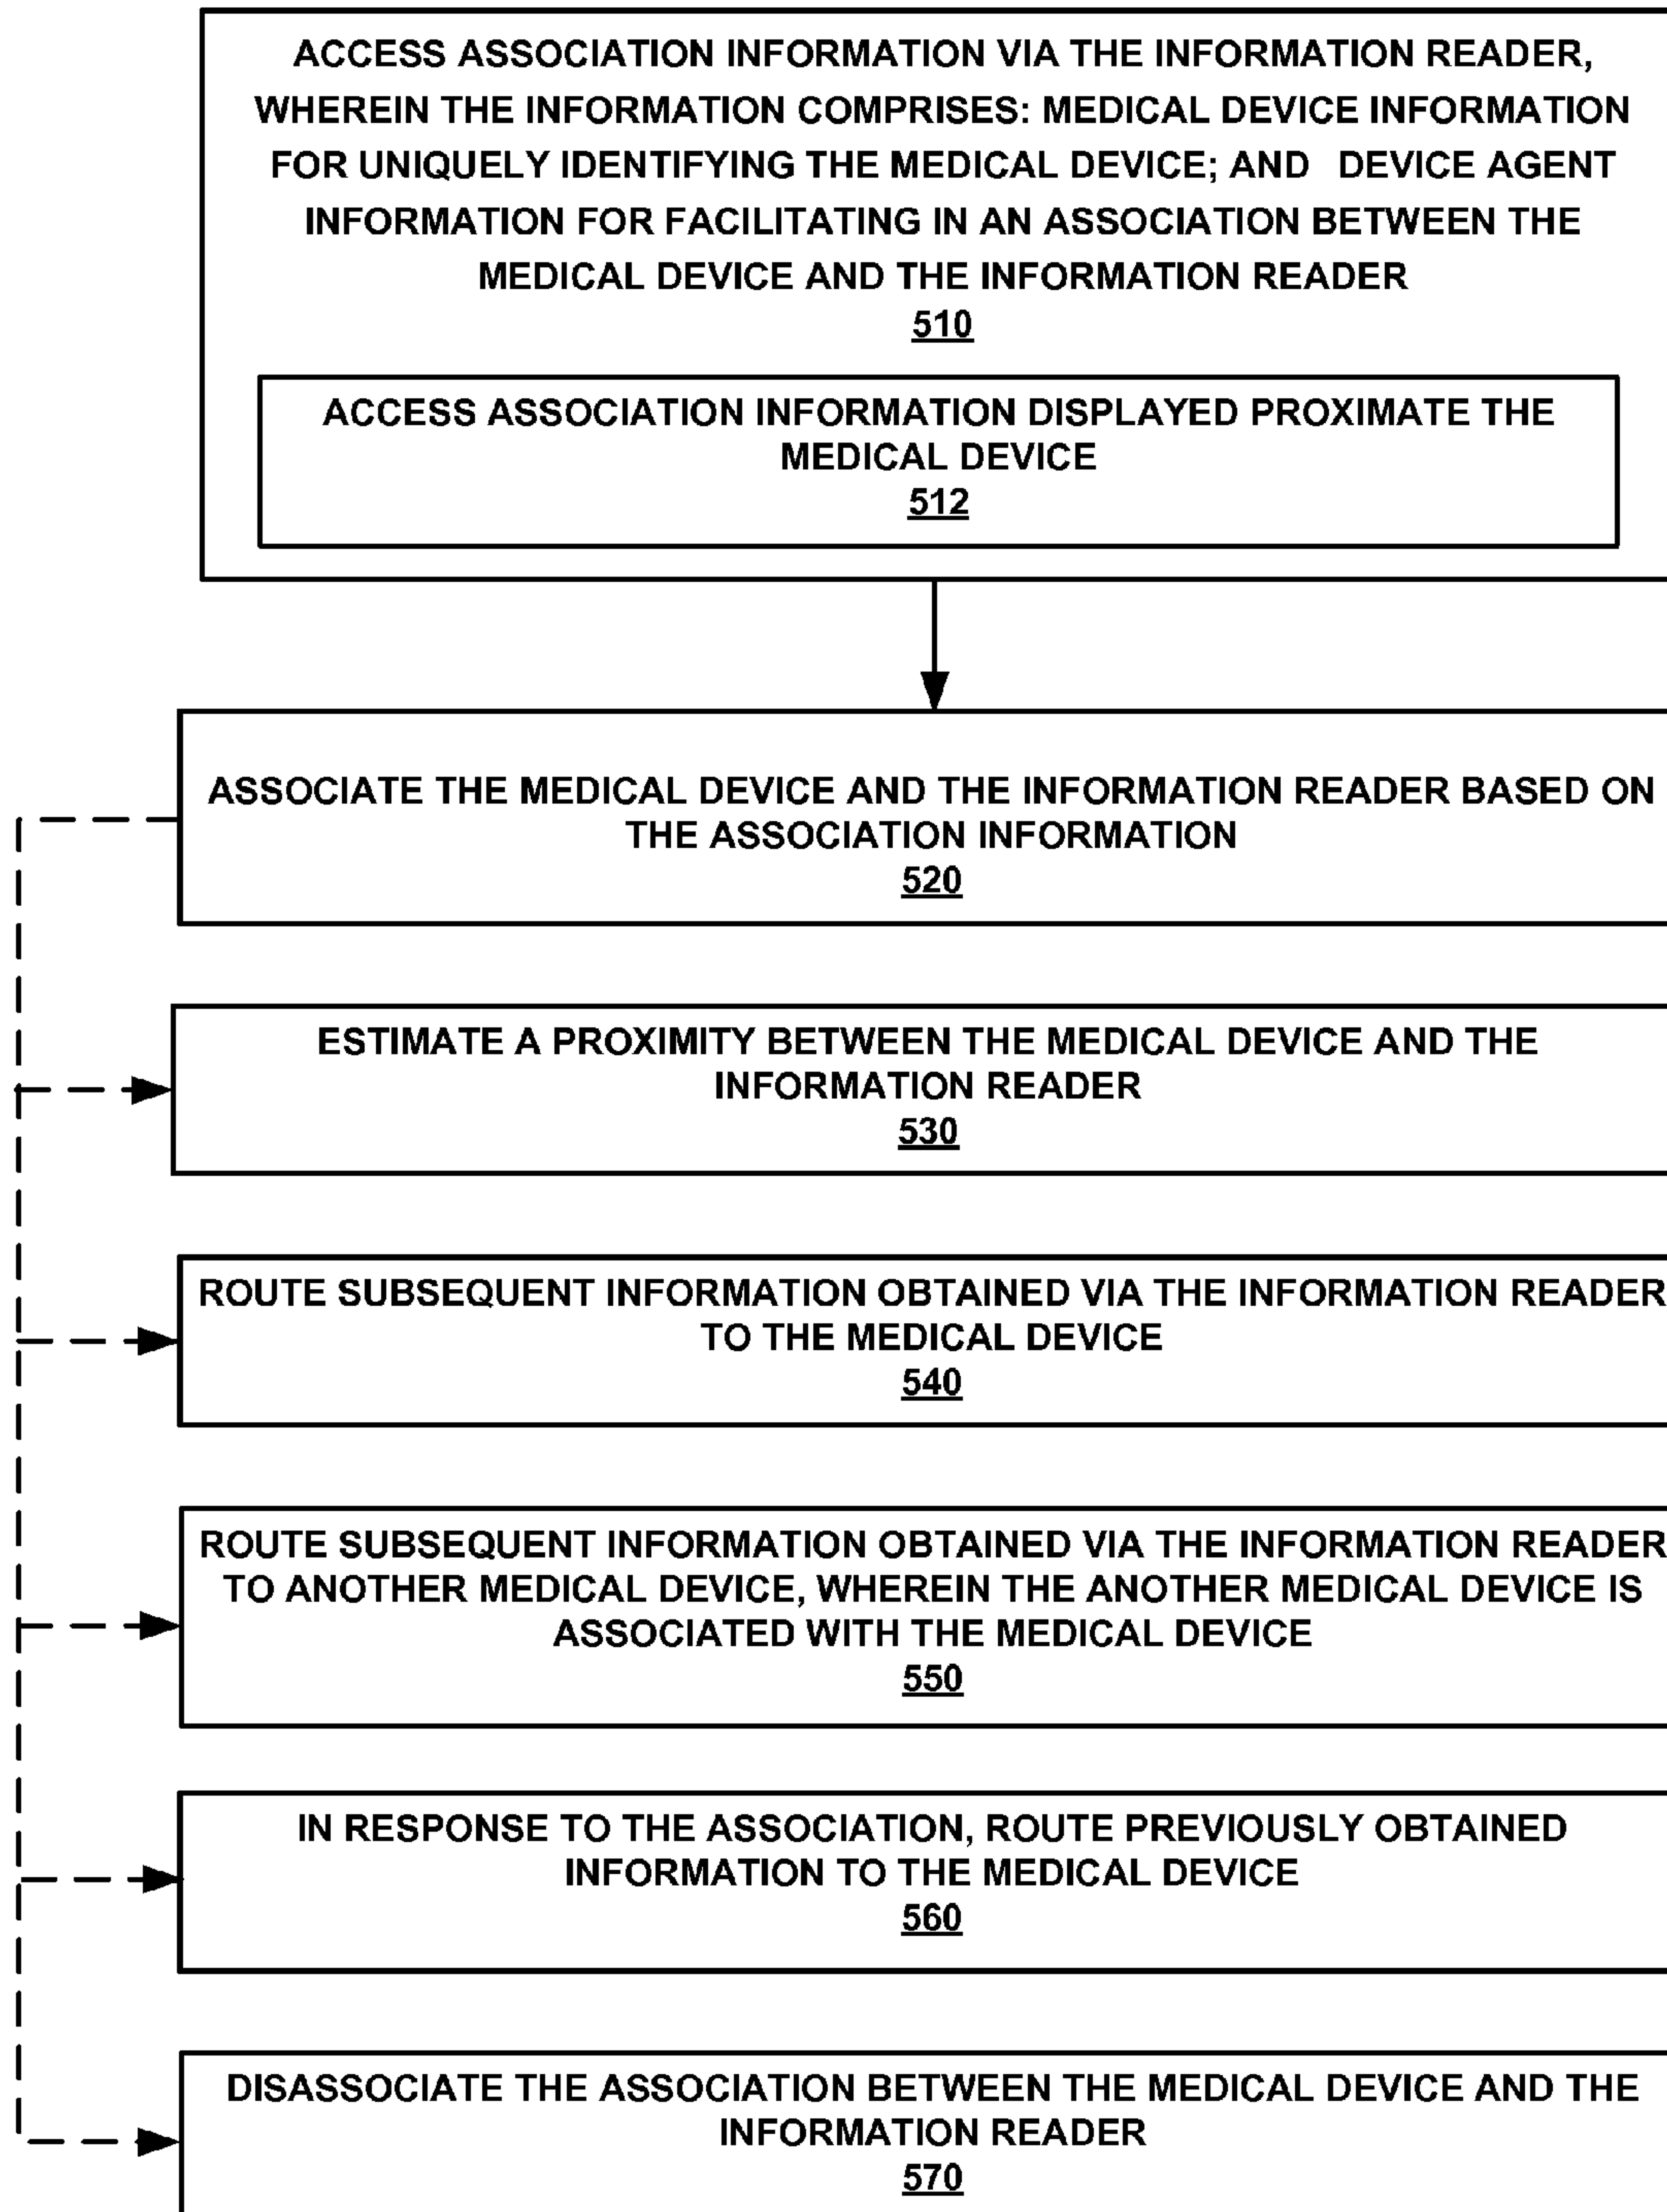 ACCESS ASSOCIATION INFORMATION VIA THE INFORMATION READER,
WHEREIN THE INFORMATION COMPRISES: MEDICAL DEVICE INFORMATION
FOR UNIQUELY IDENTIFYING THE MEDICAL DEVICE; AND DEVICE AGENT
INFORMATION FOR FACILITATING IN AN ASSOCIATION BETWEEN THE
MEDICAL DEVICE AND THE INFORMATION READER
510
ACCESS ASSOCIATION INFORMATION DISPLAYED PROXIMATE THE
MEDICAL DEVICE
512
ASSOCIATE THE MEDICAL DEVICE AND THE INFORMATION READER BASED ON
THE ASSOCIATION INFORMATION
520
ESTIMATE A PROXIMITY BETWEEN THE MEDICAL DEVICE AND THE
INFORMATION READER
530
ROUTE SUBSEQUENT INFORMATION OBTAINED VIA THE INFORMATION READER
TO THE MEDICAL DEVICE
540
ROUTE SUBSEQUENT INFORMATION OBTAINED VIA THE INFORMATION READER
TO ANOTHER MEDICAL DEVICE, WHEREIN THE ANOTHER MEDICAL DEVICE IS
ASSOCIATED WITH THE MEDICAL DEVICE
550
IN RESPONSE TO THE ASSOCIATION, ROUTE PREVIOUSLY OBTAINED
INFORMATION TO THE MEDICAL DEVICE
560
DISASSOCIATE THE ASSOCIATION BETWEEN THE MEDICAL DEVICE AND THE
INFORMATION READER
570